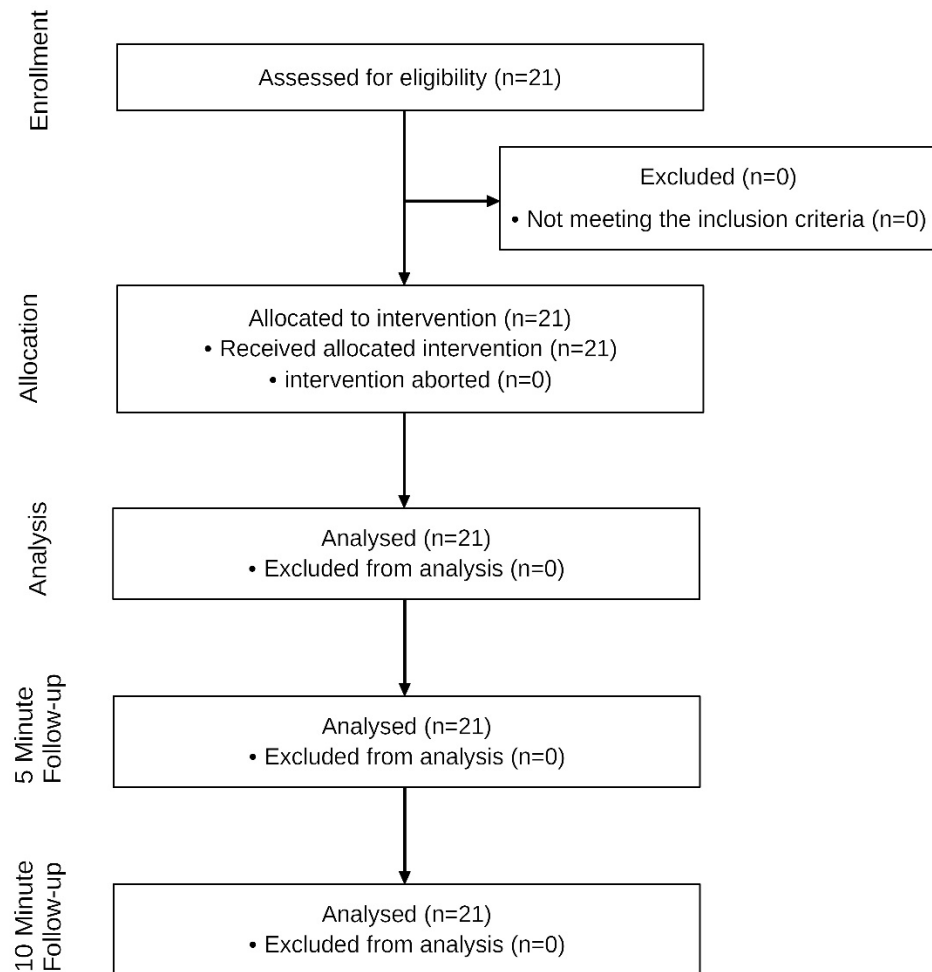 Enrollment
Assessed for eligibility (n=21)
Excluded (n=0)
• Not meeting the inclusion criteria (n=0)
Allocation
Allocated to intervention (n=21)
• Received allocated intervention (n=21)
• intervention aborted (n=0)
Analysis
Analysed (n=21)
• Excluded from analysis (n=0)
5 Minute
Follow-up
Analysed (n=21)
• Excluded from analysis (n=0)
10 Minute
Follow-up
Analysed (n=21)
• Excluded from analysis (n=0)